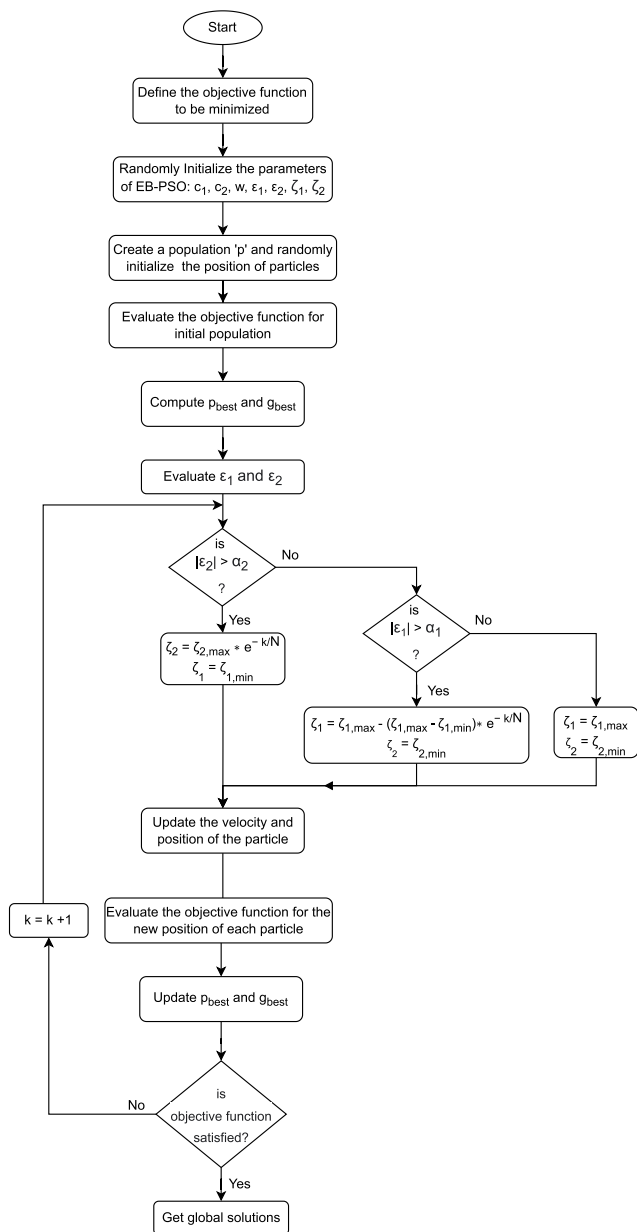 Start
Define the objective function
to be minimized
Randomly Initialize the parameters
of EB-PSO: c₁, c₂, w, ε₁, ε₂, ζ₁, ζ₂
Create a population 'p' and randomly
initialize the position of particles
Evaluate the objective function for
initial population
Compute p_best and g_best
Evaluate ε₁ and ε₂
is
|ε₂| > α₂
?
No
Yes
is
|ε₁| > α₁
?
No
Yes
ζ₂ = ζ₂,max * e^(– k/N)
ζ₁ = ζ₁,min
ζ₁ = ζ₁,max - (ζ₁,max - ζ₁,min)* e^(– k/N)
ζ₂ = ζ₂,min
ζ₁ = ζ₁,max
ζ₂ = ζ₂,min
Update the velocity and
position of the particle
Evaluate the objective function for the
new position of each particle
k = k +1
Update p_best and g_best
is
objective function
satisfied?
No
Yes
Get global solutions